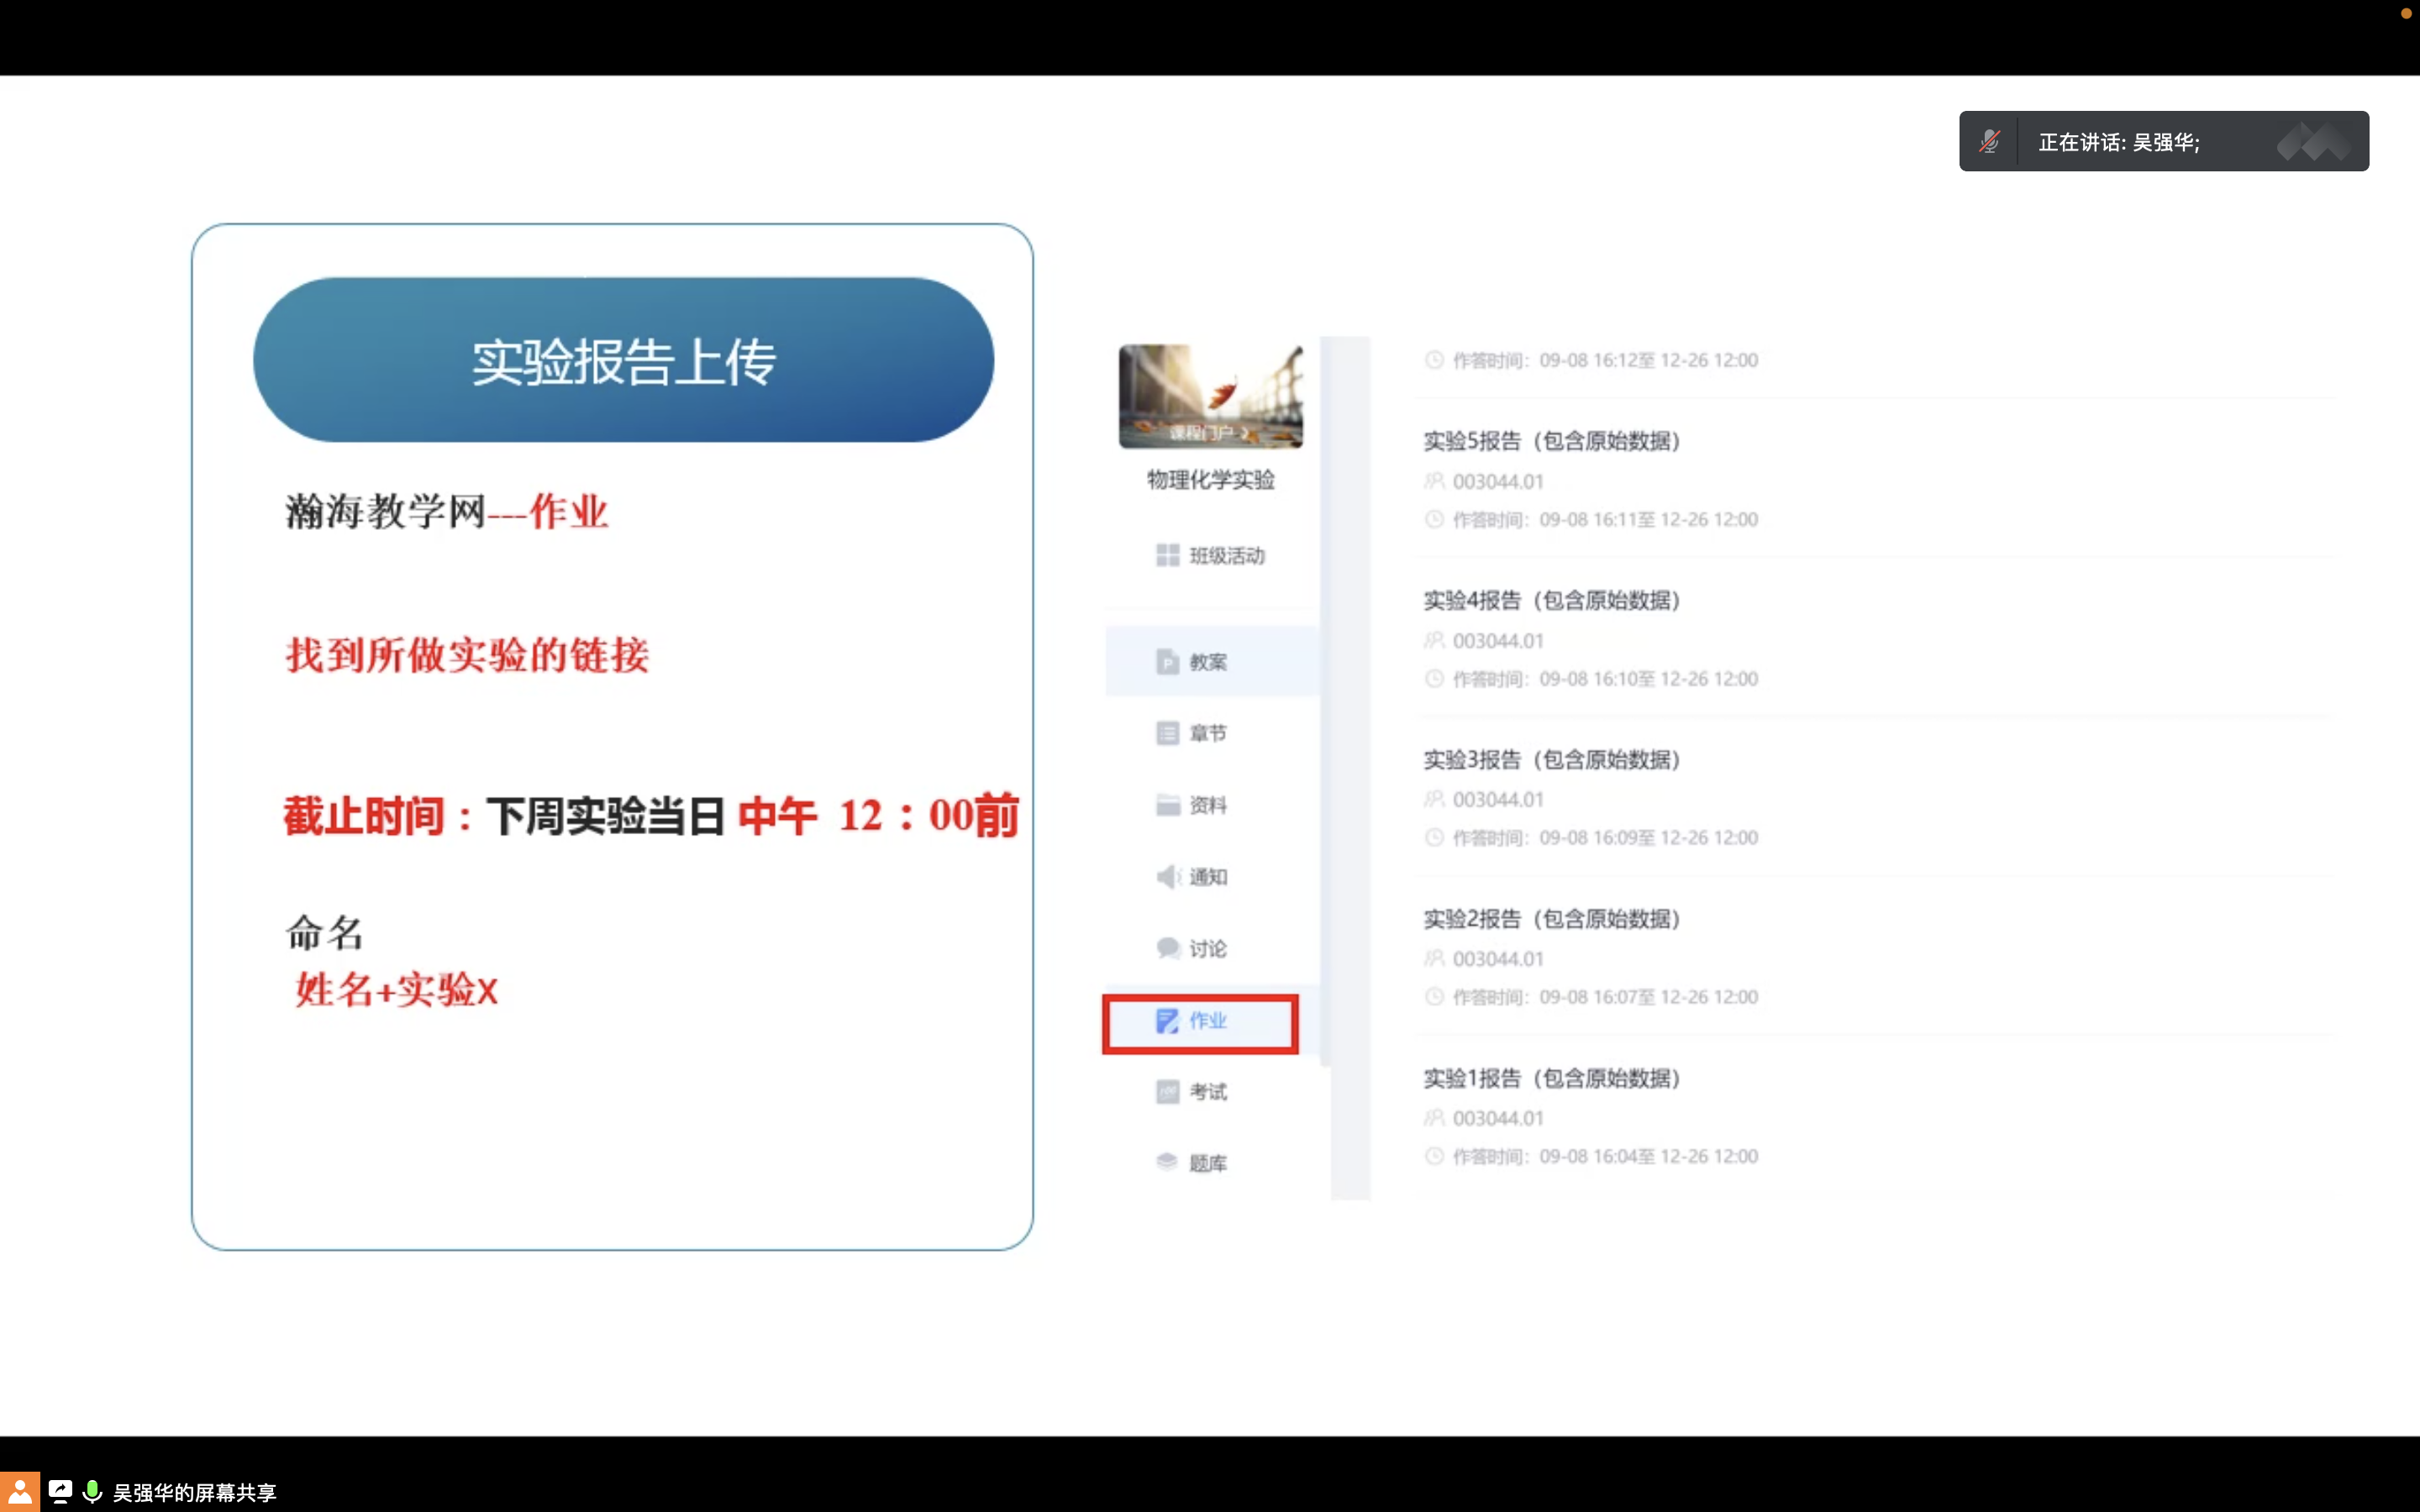 正在讲话: 吴强华;
实验报告上传
瀚海教学网---作业
找到所做实验的链接
截止时间：下周实验当日 中午 12：00前
命名
姓名+实验X
课程门户 >
物理化学实验
班级活动
教案
章节
资料
通知
讨论
作业
考试
题库
作答时间：09-08 16:12至 12-26 12:00
实验5报告（包含原始数据）
003044.01
作答时间：09-08 16:11至 12-26 12:00
实验4报告（包含原始数据）
003044.01
作答时间：09-08 16:10至 12-26 12:00
实验3报告（包含原始数据）
003044.01
作答时间：09-08 16:09至 12-26 12:00
实验2报告（包含原始数据）
003044.01
作答时间：09-08 16:07至 12-26 12:00
实验1报告（包含原始数据）
003044.01
作答时间：09-08 16:04至 12-26 12:00
吴强华的屏幕共享